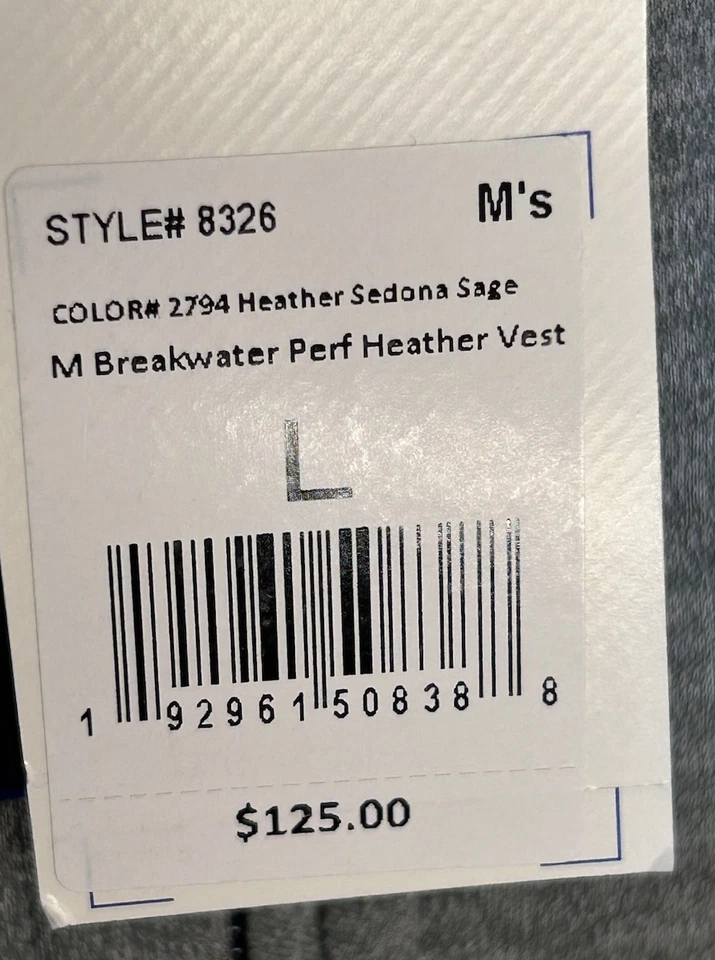 STYLE# 8326 M's
COLOR# 2794 Heather Sedona Sage
M Breakwater Perf Heather Vest
L
1 92961 50838 8
$125.00